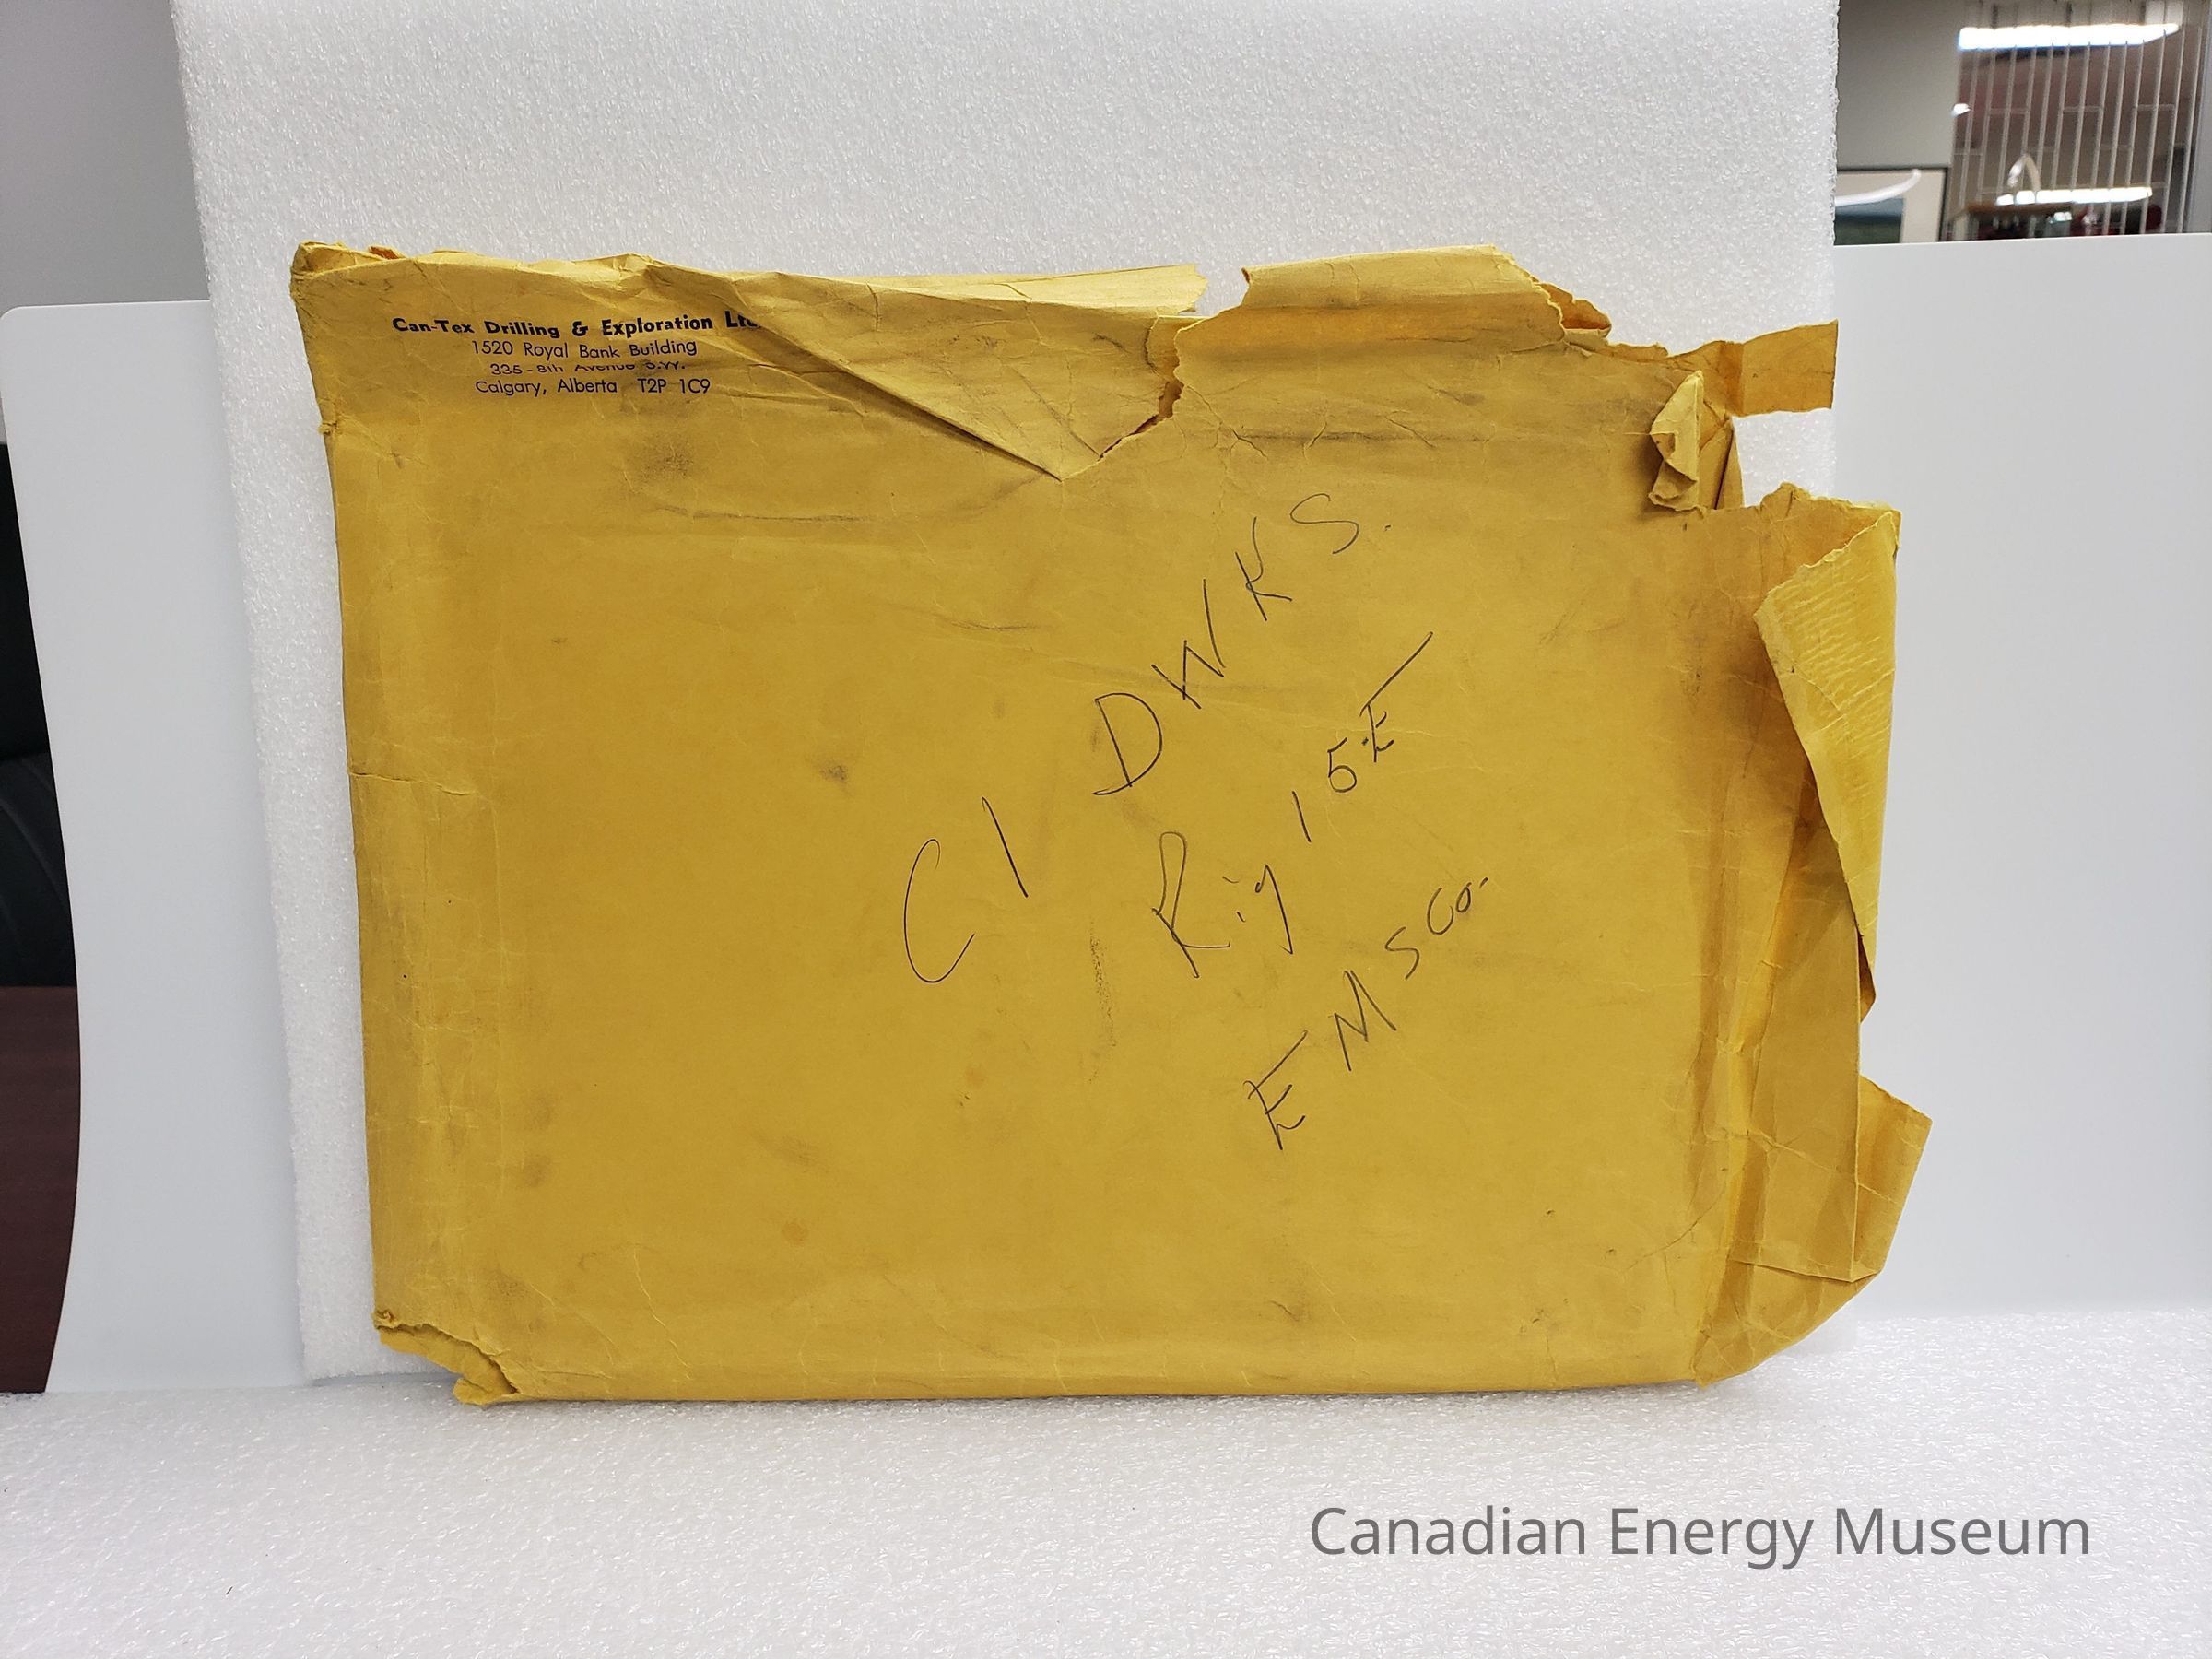 Can-Tex Drilling & Exploration Ltd.
1520 Royal Bank Building
335 - 8th Avenue S.W.
Calgary, Alberta T2P 1C9
C1 DWKS.
Rig 15E
EMSCo.
Canadian Energy Museum